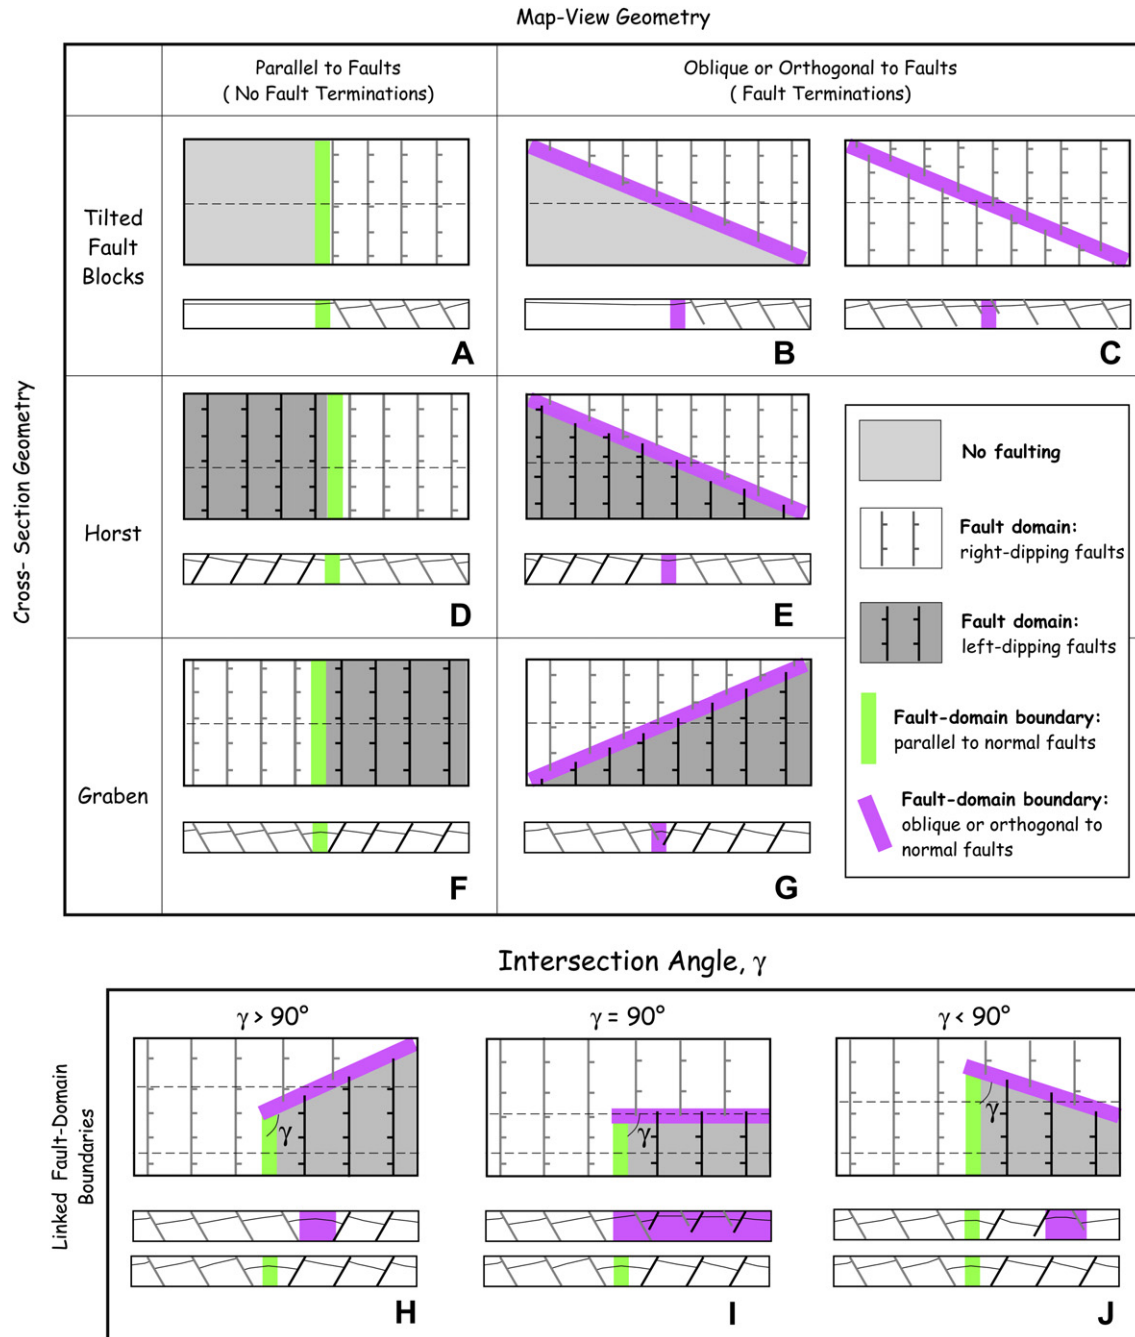 Map-View Geometry
Parallel to Faults
( No Fault Terminations)
Oblique or Orthogonal to Faults
( Fault Terminations)
Cross- Section Geometry
Tilted
Fault
Blocks
A
B
C
Horst
D
E
Graben
F
G
No faulting
Fault domain:
right-dipping faults
Fault domain:
left-dipping faults
Fault-domain boundary:
parallel to normal faults
Fault-domain boundary:
oblique or orthogonal to
normal faults
Intersection Angle, γ
Linked Fault-Domain
Boundaries
γ > 90°
γ = 90°
γ < 90°
γ
γ
γ
H
I
J